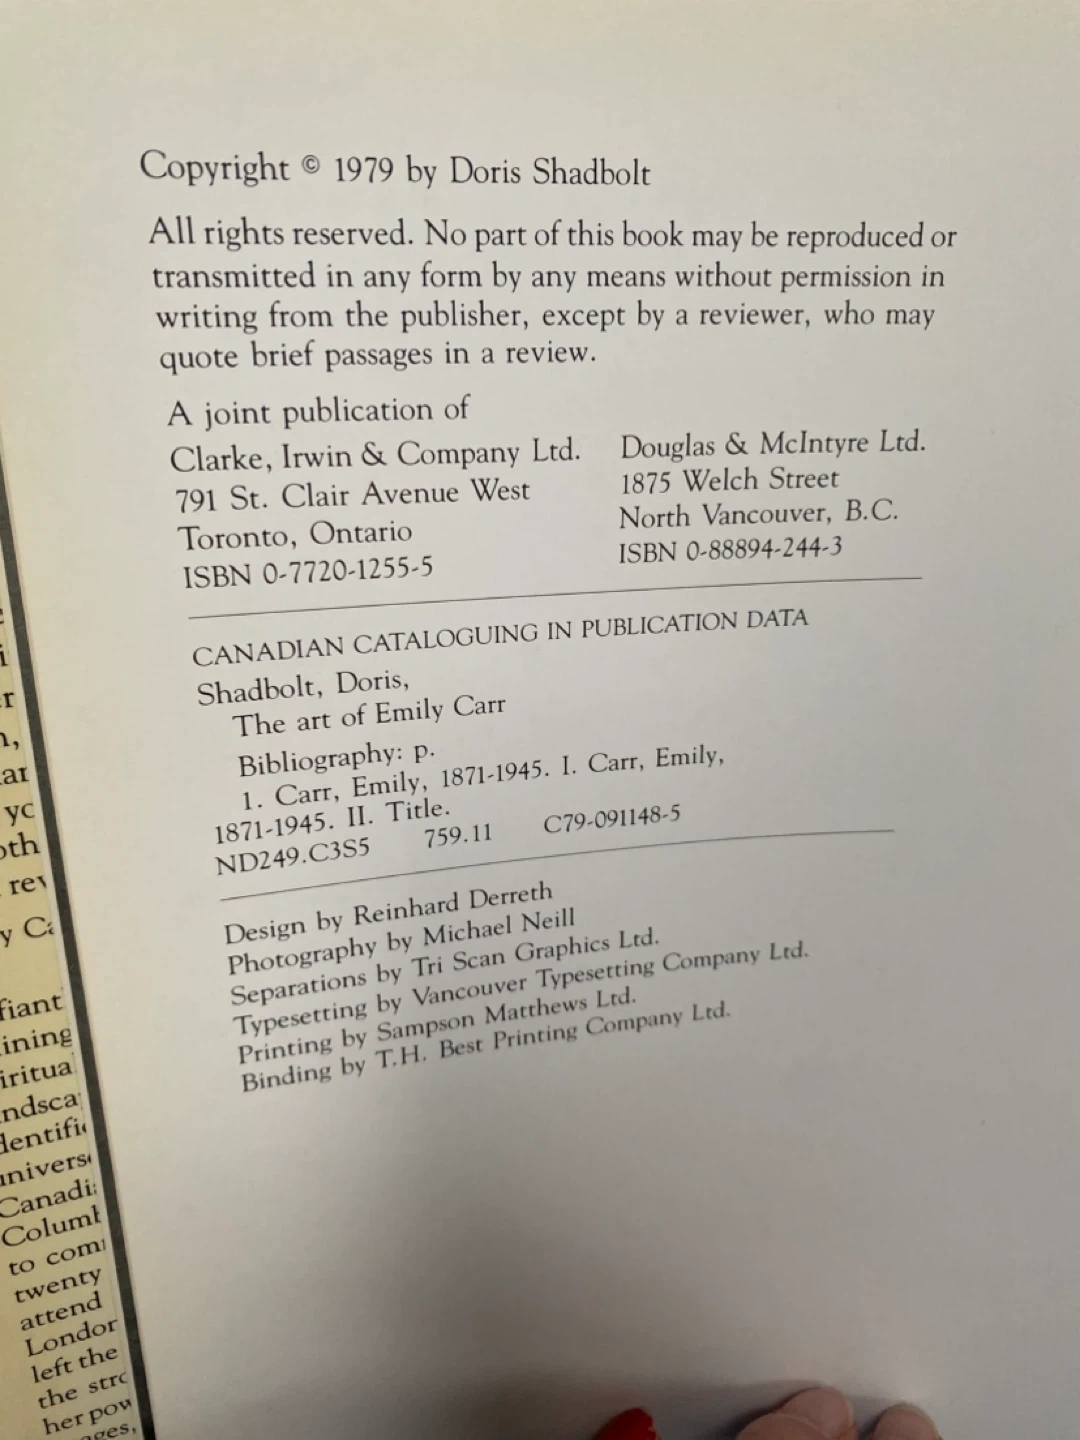 Copyright © 1979 by Doris Shadbolt
All rights reserved. No part of this book may be reproduced or
transmitted in any form by any means without permission in
writing from the publisher, except by a reviewer, who may
quote brief passages in a review.
A joint publication of
Clarke, Irwin & Company Ltd.
791 St. Clair Avenue West
Toronto, Ontario
ISBN 0-7720-1255-5
Douglas & McIntyre Ltd.
1875 Welch Street
North Vancouver, B.C.
ISBN 0-88894-244-3
CANADIAN CATALOGUING IN PUBLICATION DATA
Shadbolt, Doris,
The art of Emily Carr
Bibliography: p.
1. Carr, Emily, 1871-1945. I. Carr, Emily,
1871-1945. II. Title.
ND249.C3S5 759.11 C79-091148-5
Design by Reinhard Derreth
Photography by Michael Neill
Separations by Tri Scan Graphics Ltd.
Typesetting by Vancouver Typesetting Company Ltd.
Printing by Sampson Matthews Ltd.
Binding by T.H. Best Printing Company Ltd.
to
twenty
attend
left the
the
her